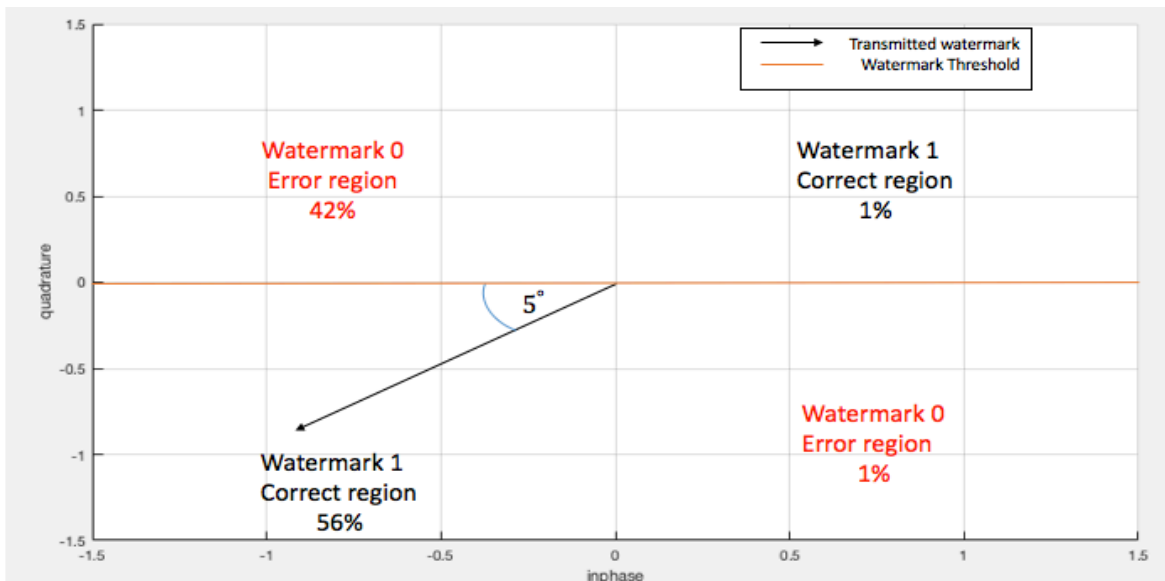 1.5
Transmitted watermark
Watermark Threshold
1
Watermark 0
Error region
42%
Watermark 1
Correct region
1%
0.5
quadrature
0
5°
-0.5
Watermark 0
Error region
1%
-1
Watermark 1
Correct region
56%
-1.5
-1.5 -1 -0.5 0 0.5 1 1.5
inphase